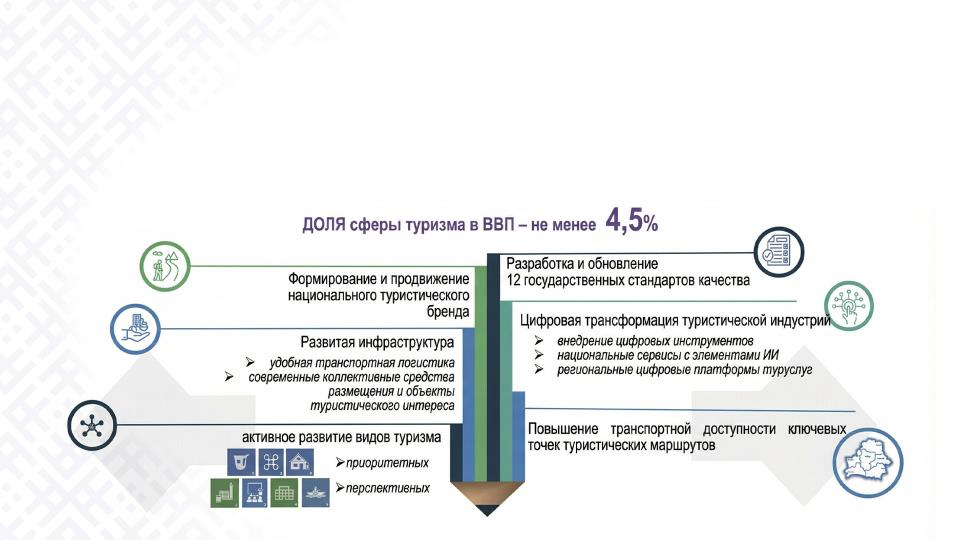 ДОЛЯ сферы туризма в ВВП – не менее 4,5%
Формирование и продвижение
национального туристического
бренда
Развитая инфраструктура
удобная транспортная логистика
современные коллективные средства
размещения и объекты
туристического интереса
активное развитие видов туризма
приоритетных
перспективных
Разработка и обновление
12 государственных стандартов качества
Цифровая трансформация туристической индустрий
внедрение цифровых инструментов
национальные сервисы с элементами ИИ
региональные цифровые платформы туруслуг
Повышение транспортной доступности ключевых
точек туристических маршрутов